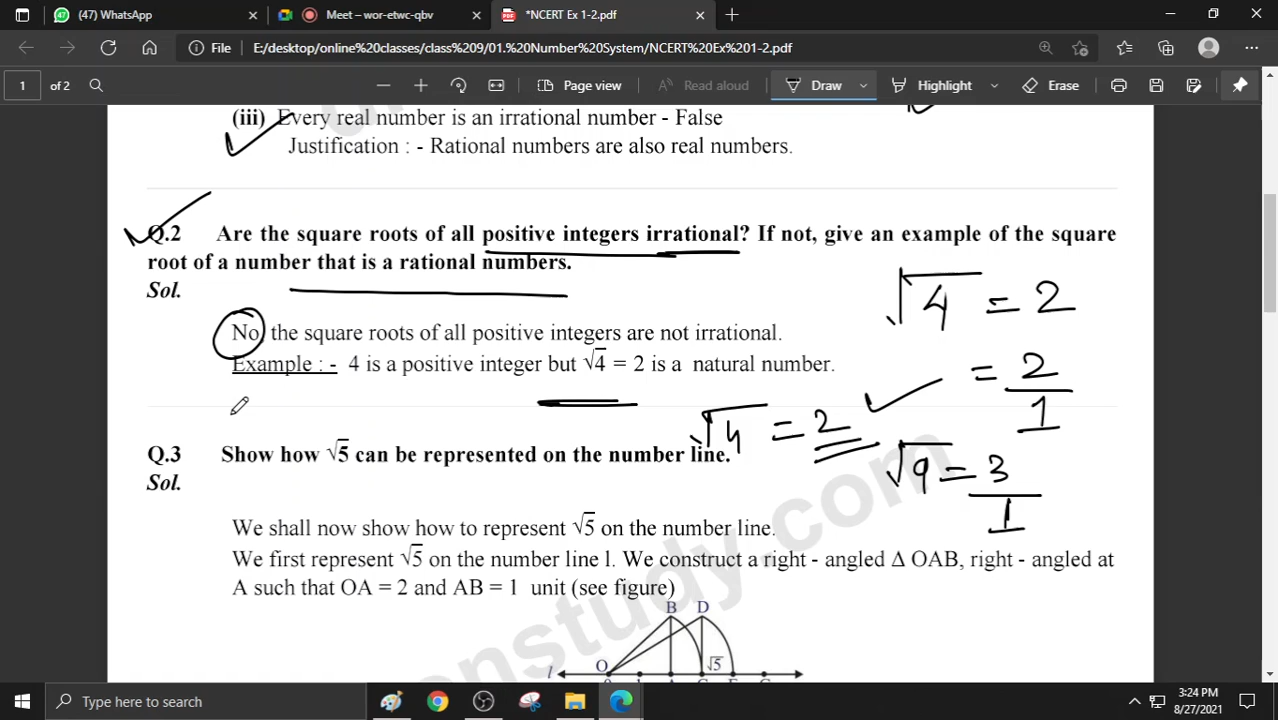 (47) WhatsApp
Meet – wor-etwc-qbv
*NCERT Ex 1-2.pdf
File
E:/desktop/online%20classes/class%209/01.%20Number%20System/NCERT%20Ex%201-2.pdf
1 of 2
Page view
Read aloud
Draw
Highlight
Erase
(iii) Every real number is an irrational number - False
Justification : - Rational numbers are also real numbers.
Q.2 Are the square roots of all positive integers irrational? If not, give an example of the square
root of a number that is a rational numbers.
Sol.
√4 = 2
No, the square roots of all positive integers are not irrational.
Example : - 4 is a positive integer but √4 = 2 is a natural number.
= 2/1
√4 = 2
Q.3 Show how √5 can be represented on the number line.
√9 = 3/1
Sol.
We shall now show how to represent √5 on the number line.
We first represent √5 on the number line l. We construct a right - angled Δ OAB, right - angled at
A such that OA = 2 and AB = 1 unit (see figure)
B D
O √5
l
Type here to search
3:24 PM
8/27/2021